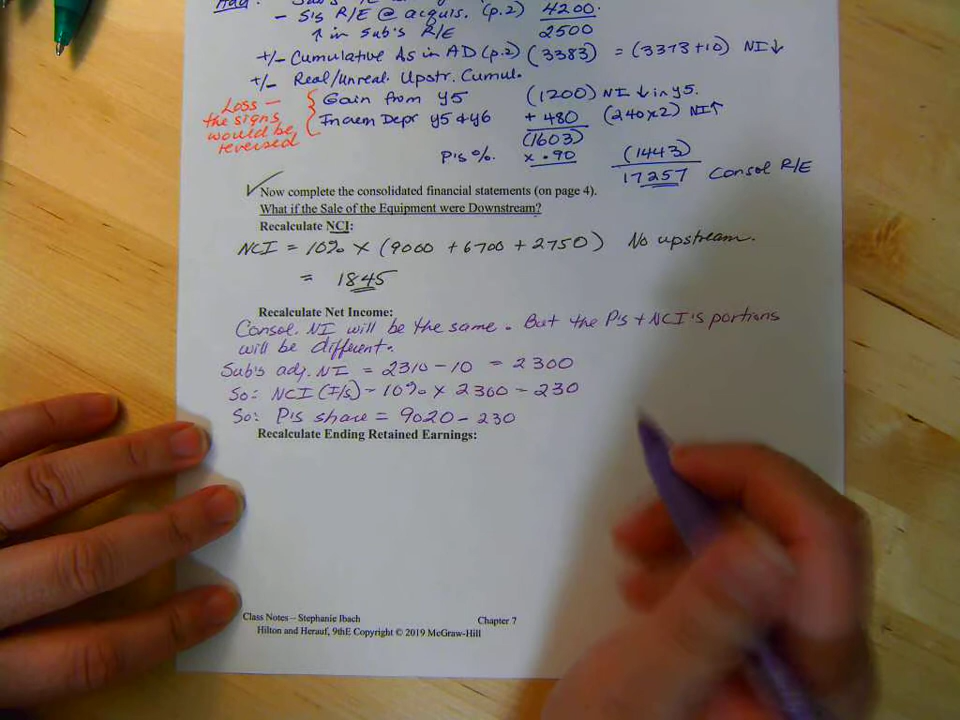 Add:
- S's R/E @ acquis. (p.2) 4200
↑ in Sub's R/E 2500
+/- Cumulative Δs in AD (p.2) (3383) = (3373+10) NI↓
+/- Real/Unreal. Upstr. Cumul.
Loss – the signs would be reversed
Gain from Y5 (1200) NI ↓ in Y5.
Increm Depr Y5 & Y6 + 480 (240x2) NI↑
(1603)
P's %. x .90 (1443)
17257 Consol R/E
Now complete the consolidated financial statements (on page 4).
What if the Sale of the Equipment were Downstream?
Recalculate NCI:
NCI = 10% x (9000 + 6700 + 2750) No upstream.
= 1845
Recalculate Net Income:
Consol. NI will be the same. But the P's + NCI's portions
will be different.
Sub's adj. NI = 2310 - 10 = 2300
So: NCI (I/S) = 10% x 2300 = 230
So: P's share = 9020 - 230
Recalculate Ending Retained Earnings:
Class Notes – Stephanie Ibach Chapter 7
Hilton and Herauf, 9thE Copyright © 2019 McGraw-Hill